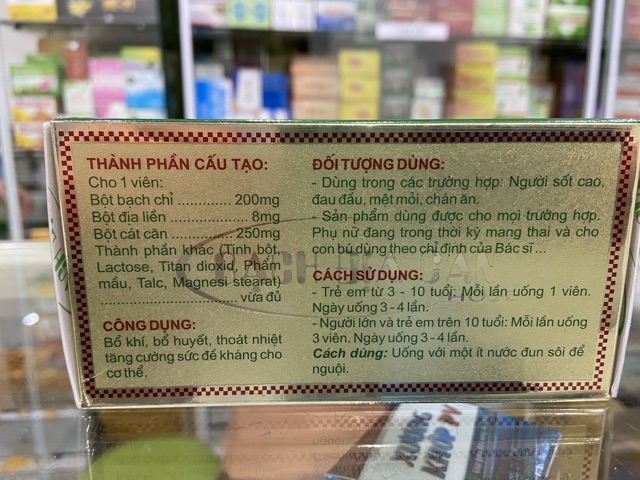 THÀNH PHẦN CẤU TẠO:
Cho 1 viên:
Bột bạch chỉ .............. 200mg
Bột địa liền .................... 8mg
Bột cát căn ................ 250mg
Thành phần khác (Tinh bột,
Lactose, Titan dioxid, Phẩm
mầu, Talc, Magnesi stearat)
.................................. vừa đủ
CÔNG DỤNG:
Bổ khí, bổ huyết, thoát nhiệt
tăng cường sức đề kháng cho
cơ thể.
ĐỐI TƯỢNG DÙNG:
- Dùng trong các trường hợp: Người sốt cao,
đau đầu, mệt mỏi, chán ăn.
- Sản phẩm dùng được cho mọi trường hợp.
Phụ nữ đang trong thời kỳ mang thai và cho
con bú dùng theo chỉ định của Bác sĩ ...
CÁCH SỬ DỤNG:
- Trẻ em từ 3 - 10 tuổi: Mỗi lần uống 1 viên.
Ngày uống 3 - 4 lần.
- Người lớn và trẻ em trên 10 tuổi: Mỗi lần uống
3 viên. Ngày uống 3 - 4 lần.
Cách dùng: Uống với một ít nước đun sôi để
nguội.